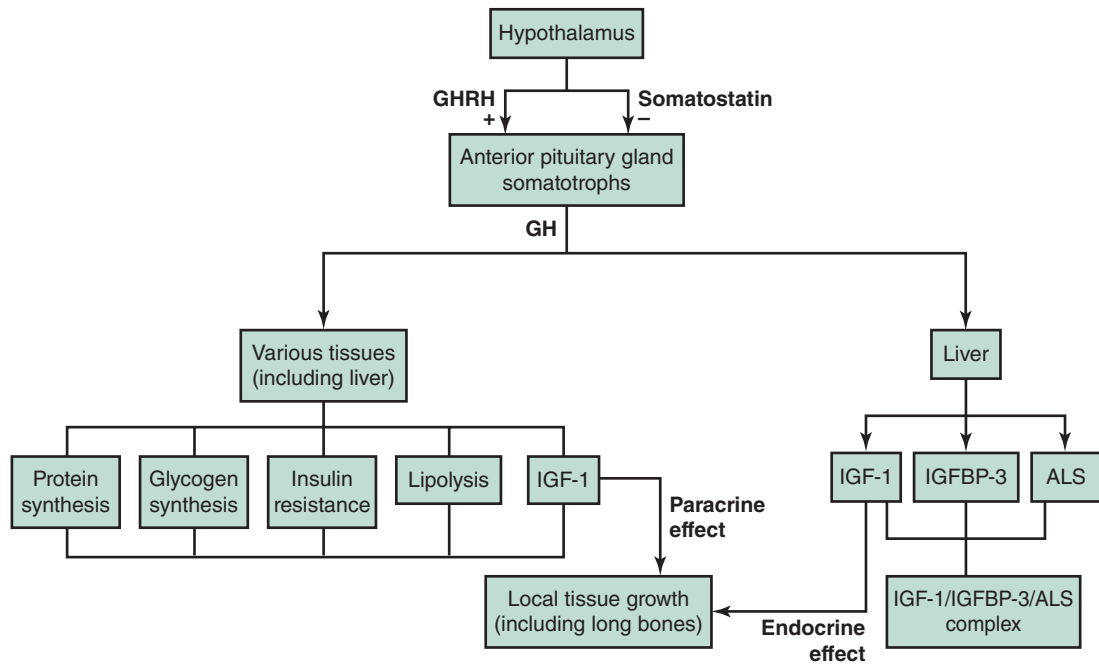 Hypothalamus
GHRH
+
Somatostatin
–
Anterior pituitary gland
somatotrophs
GH
Various tissues
(including liver)
Liver
Protein
synthesis
Glycogen
synthesis
Insulin
resistance
Lipolysis
IGF-1
Paracrine
effect
IGF-1
IGFBP-3
ALS
Local tissue growth
(including long bones)
Endocrine
effect
IGF-1/IGFBP-3/ALS
complex